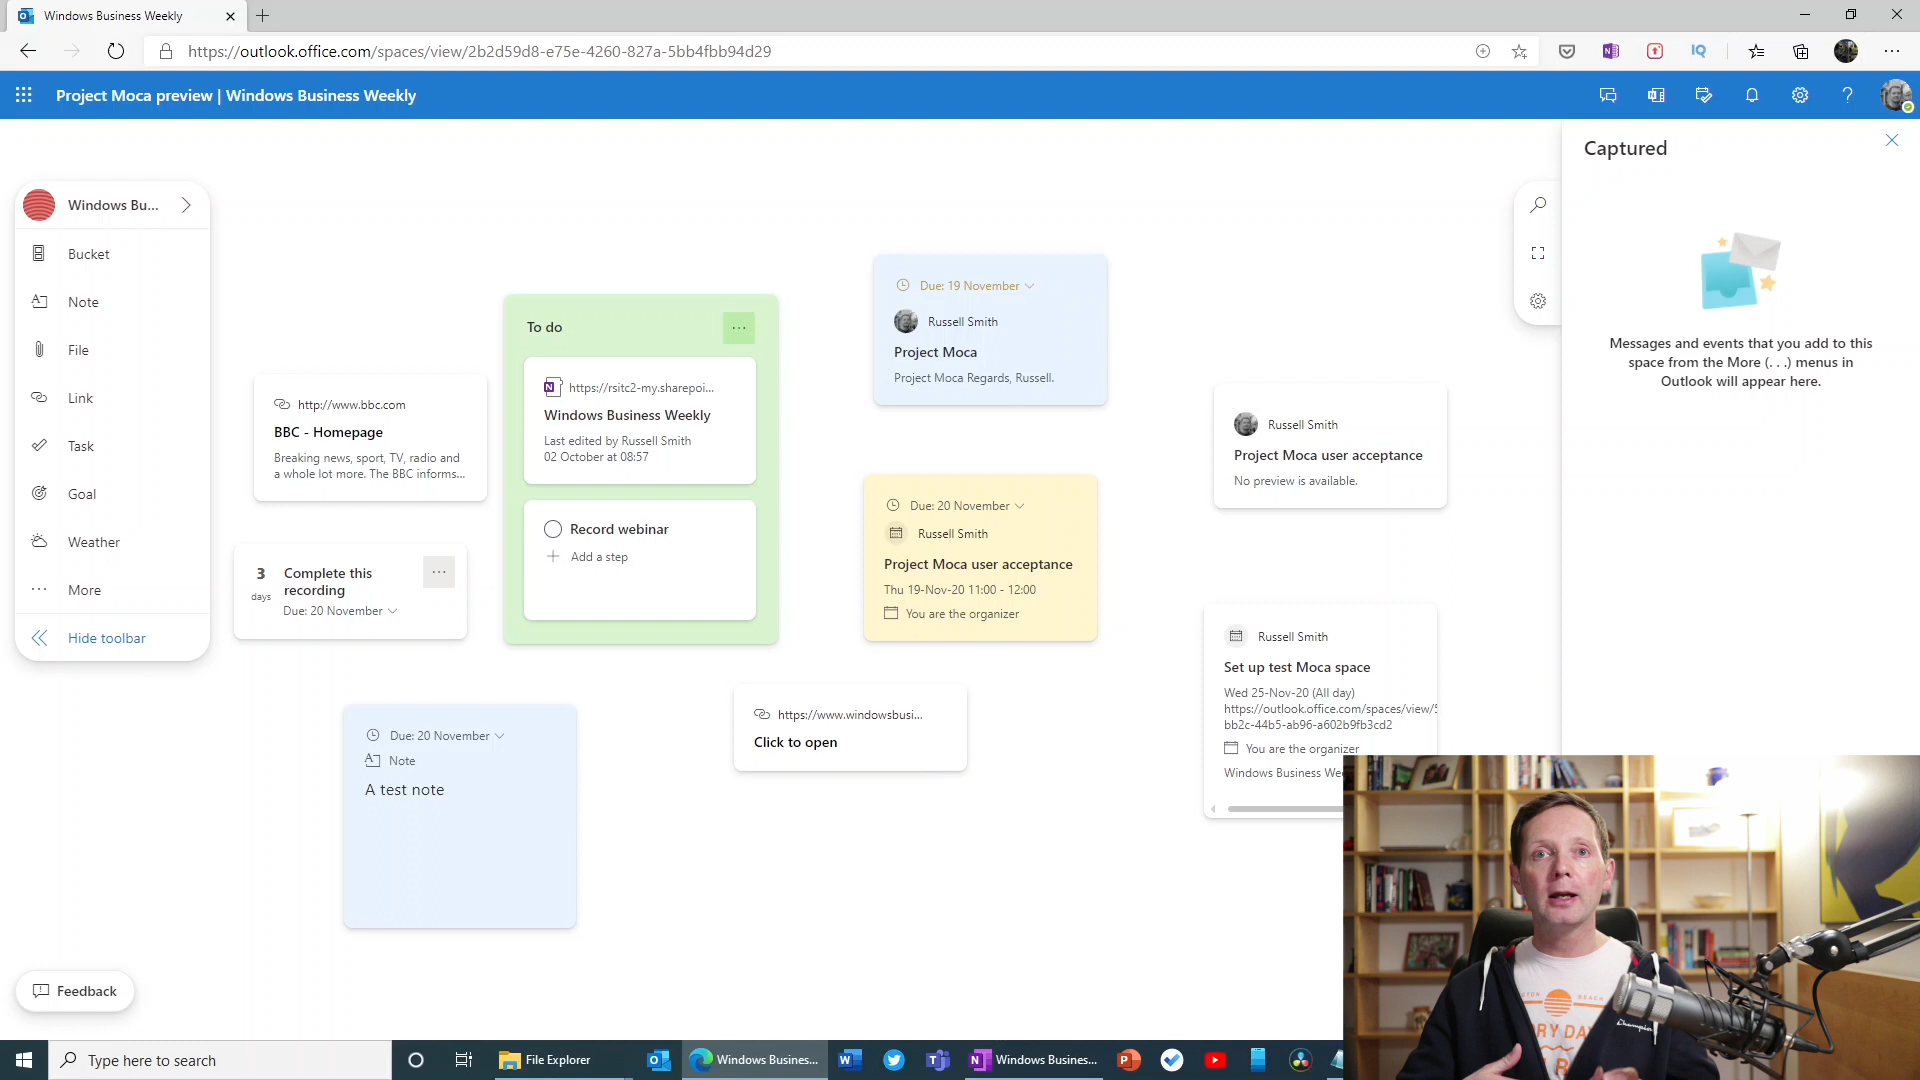 Windows Business Weekly
https://outlook.office.com/spaces/view/2b2d59d8-e75e-4260-827a-5bb4fbb94d29
IQ
Project Moca preview | Windows Business Weekly
Captured
Messages and events that you add to this
space from the More (. . .) menus in
Outlook will appear here.
Windows Bu...
Bucket
Note
File
Link
Task
Goal
Weather
More
Hide toolbar
http://www.bbc.com
BBC - Homepage
Breaking news, sport, TV, radio and
a whole lot more. The BBC informs...
3
days
Complete this
recording
Due: 20 November
To do
https://rsitc2-my.sharepoi...
Windows Business Weekly
Last edited by Russell Smith
02 October at 08:57
Record webinar
Add a step
Due: 19 November
Russell Smith
Project Moca
Project Moca Regards, Russell.
Due: 20 November
Russell Smith
Project Moca user acceptance
Thu 19-Nov-20 11:00 - 12:00
You are the organizer
Russell Smith
Project Moca user acceptance
No preview is available.
Russell Smith
Set up test Moca space
Wed 25-Nov-20 (All day)
https://outlook.office.com/spaces/view/5
bb2c-44b5-ab96-a602b9fb3cd2
You are the organizer
Windows Business We
Due: 20 November
Note
A test note
https://www.windowsbusi...
Click to open
Feedback
Type here to search
File Explorer
Windows Busines...
Windows Busines...
BEACH
Champion